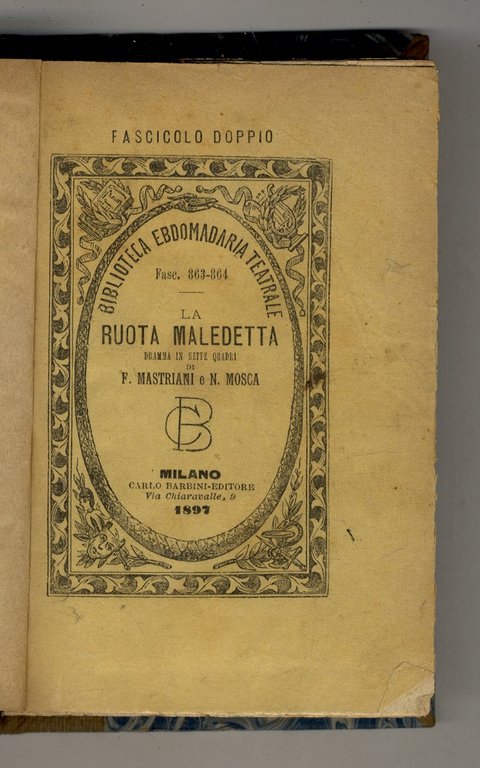 FASCICOLO DOPPIO
BIBLIOTECA EBDOMADARIA TEATRALE
Fasc. 863-864
LA
RUOTA MALEDETTA
DRAMMA IN SETTE QUADRI
DI
F. MASTRIANI e N. MOSCA
CB
MILANO
CARLO BARBINI-EDITORE
Via Chiaravalle, 9
1897